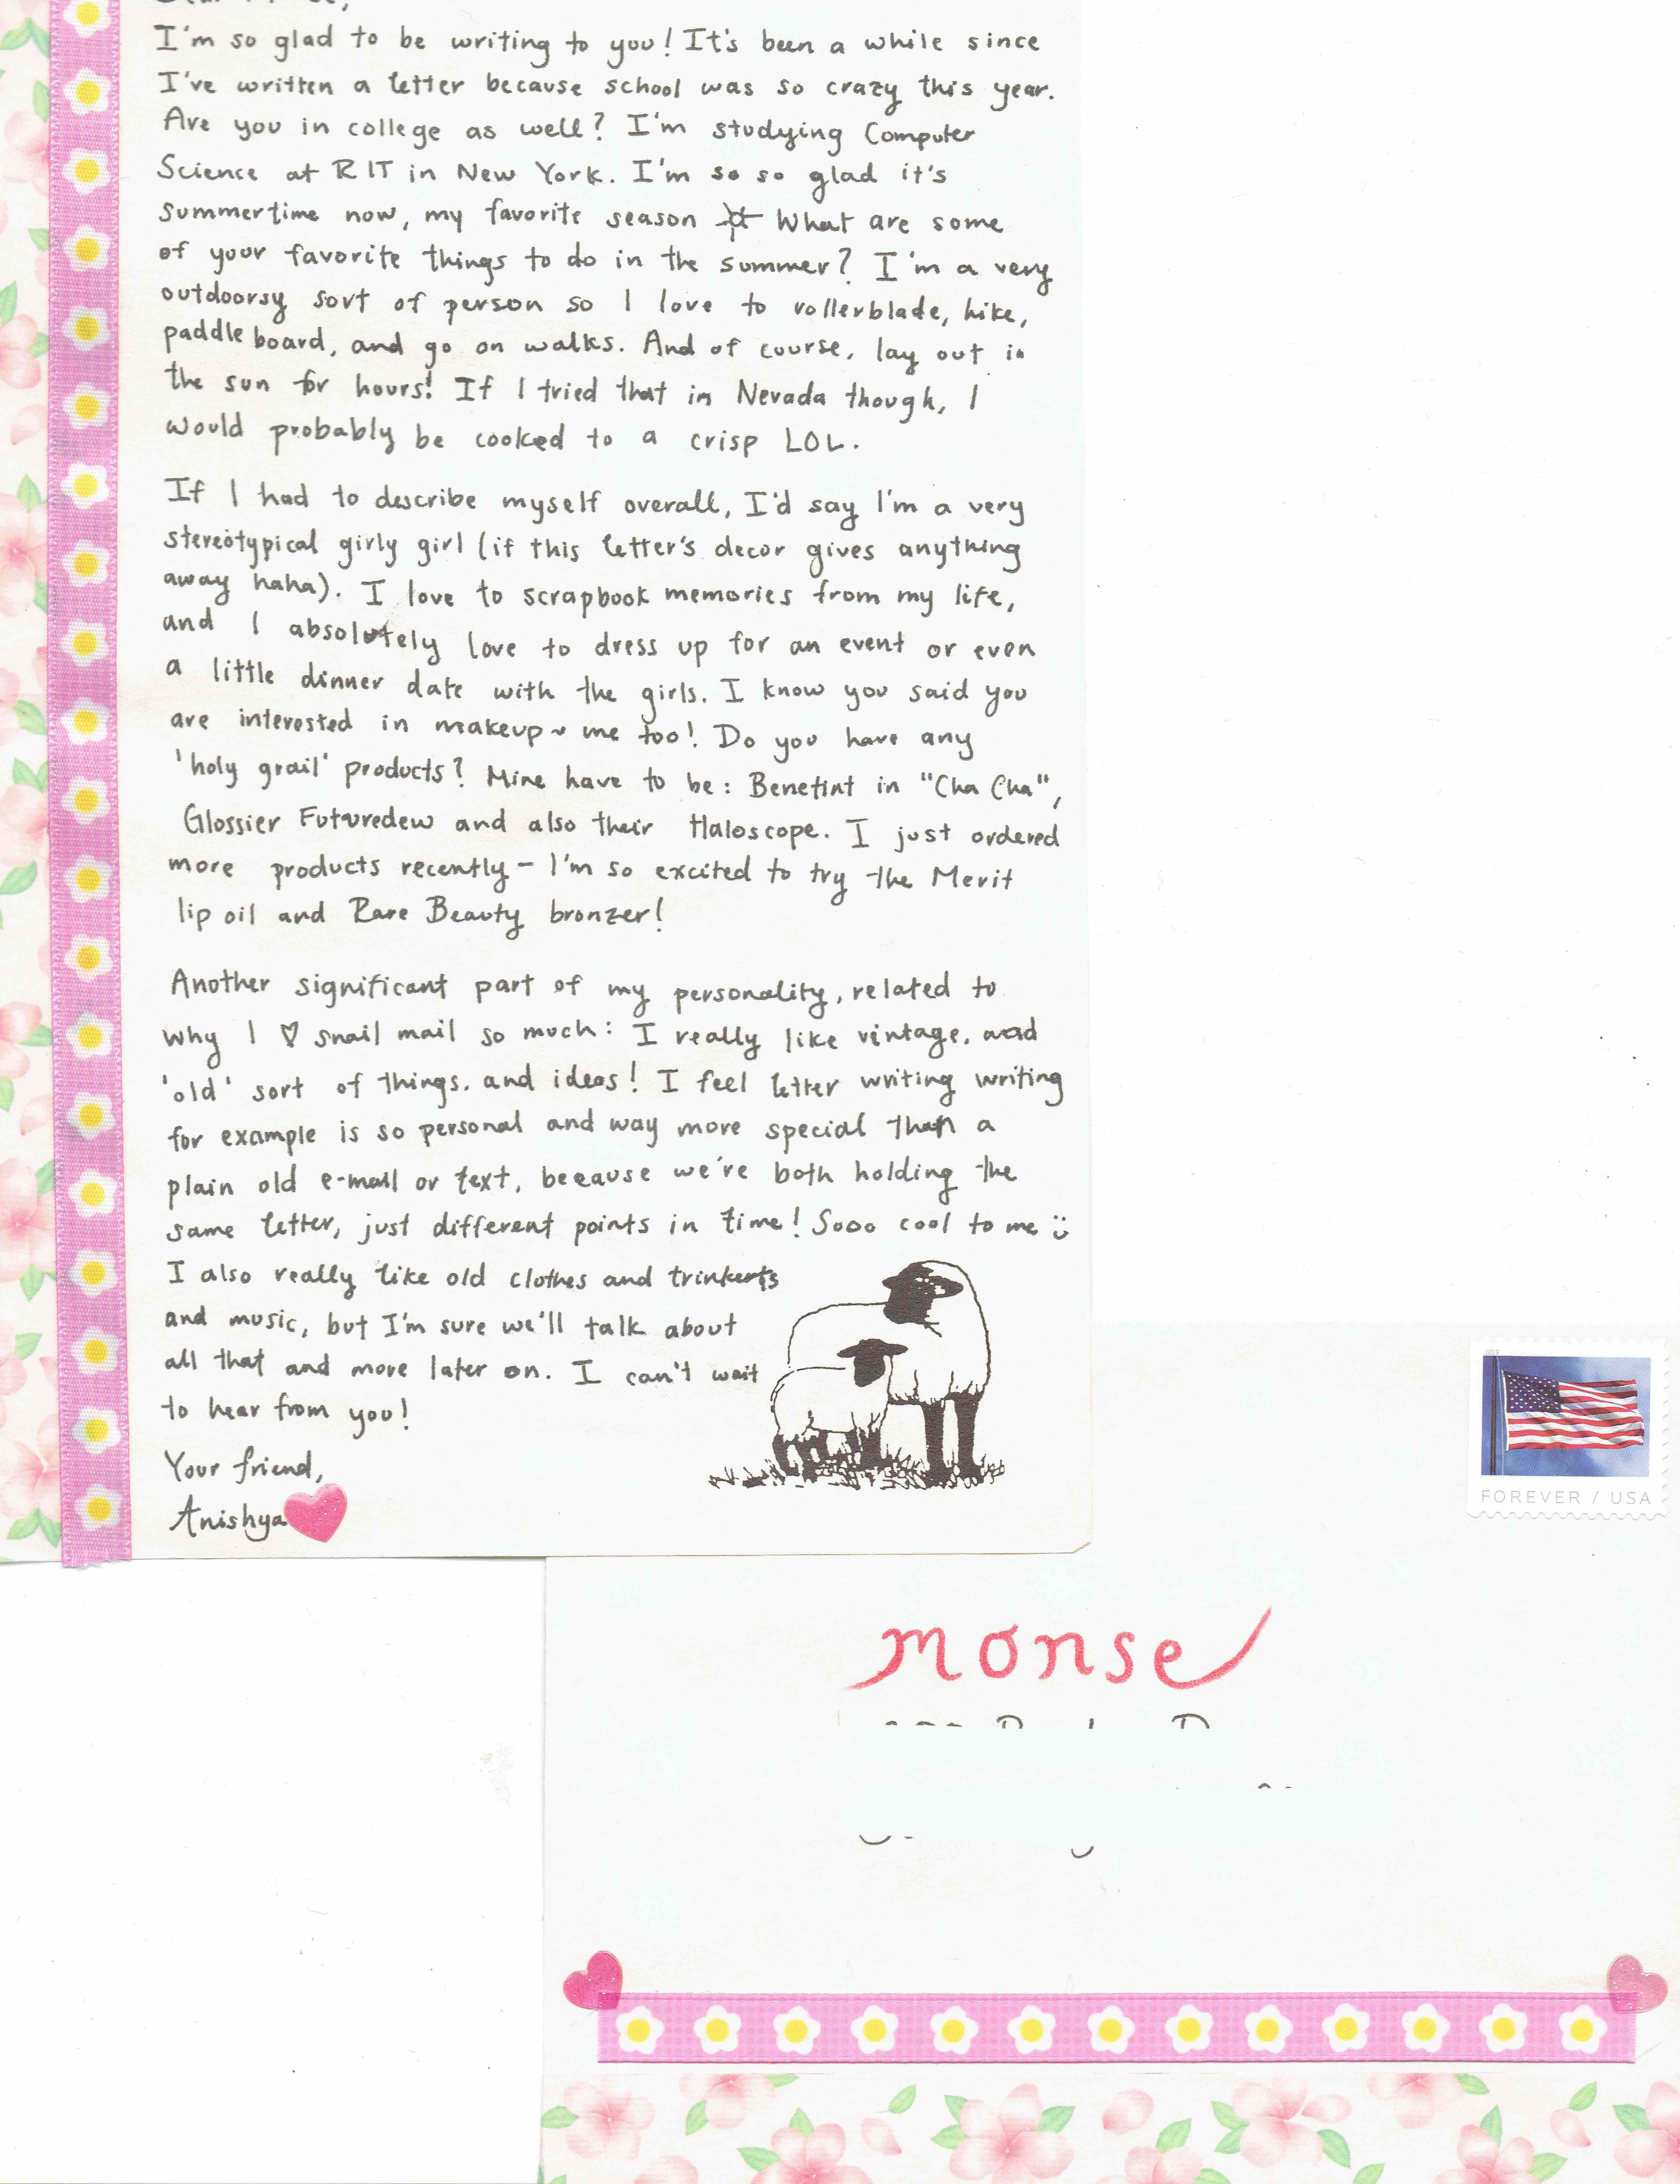 I'm so glad to be writing to you! It's been a while since
I've written a letter because school was so crazy this year.
Are you in college as well? I'm studying Computer
Science at RIT in New York. I'm so so glad it's
summertime now, my favorite season What are some
of your favorite things to do in the summer? I'm a very
outdoorsy sort of person so I love to rollerblade, hike,
paddle board, and go on walks. And of course, lay out in
the sun for hours! If I tried that in Nevada though, I
would probably be cooked to a crisp LOL.
If I had to describe myself overall, I'd say I'm a very
stereotypical girly girl (if this letter's decor gives anything
away haha). I love to scrapbook memories from my life,
and I absolutely love to dress up for an event or even
a little dinner date with the girls. I know you said you
are interested in makeup ~ me too! Do you have any
'holy grail' products? Mine have to be: Benetint in "Cha Cha",
Glossier Futuredew and also their Haloscope. I just ordered
more products recently - I'm so excited to try the Merit
lip oil and Rare Beauty bronzer!
Another significant part of my personality, related to
why I ♡ snail mail so much: I really like vintage, and
'old' sort of things, and ideas! I feel letter writing writing
for example is so personal and way more special than a
plain old e-mail or text, because we're both holding the
same letter, just different points in time! Sooo cool to me :)
I also really like old clothes and trinkerts
and music, but I'm sure we'll talk about
all that and more later on. I can't wait
to hear from you!
Your friend,
Anishya
FOREVER / USA
monse